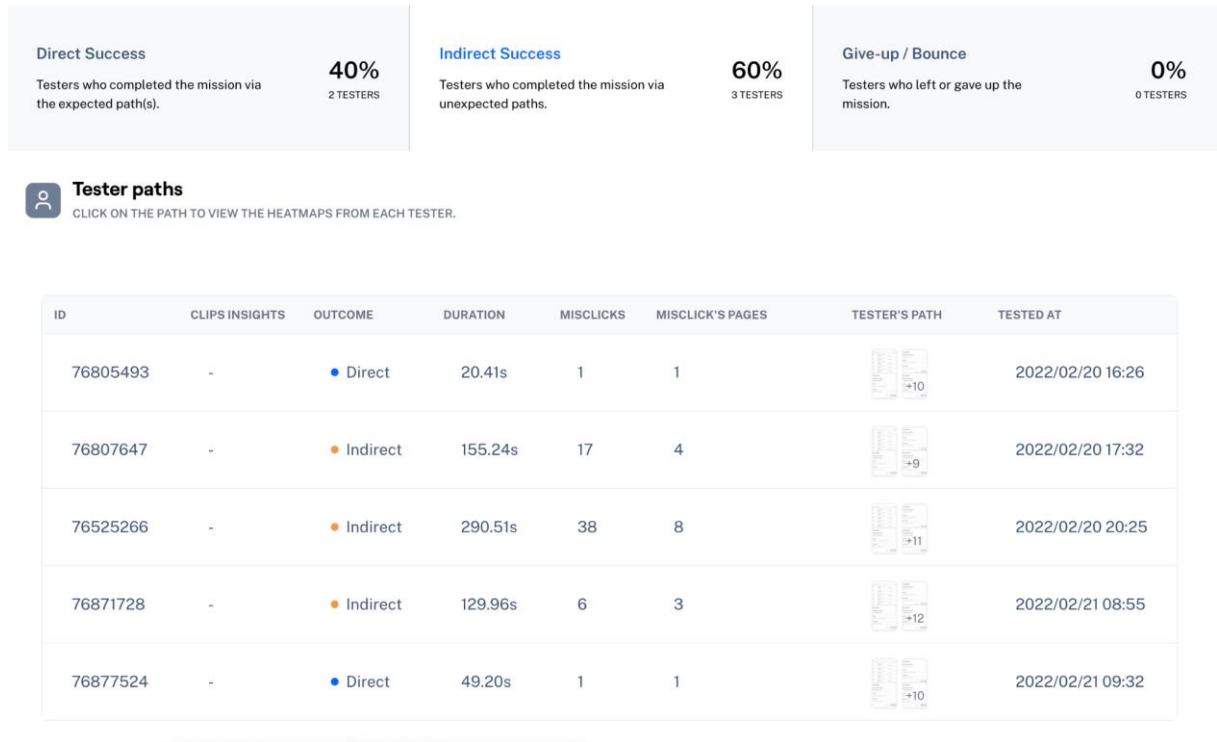 Direct Success
Testers who completed the mission via
the expected path(s).
40%
2 TESTERS
Indirect Success
Testers who completed the mission via
unexpected paths.
60%
3 TESTERS
Give-up / Bounce
Testers who left or gave up the
mission.
0%
0 TESTERS
Tester paths
CLICK ON THE PATH TO VIEW THE HEATMAPS FROM EACH TESTER.
ID CLIPS INSIGHTS OUTCOME DURATION MISCLICKS MISCLICK'S PAGES TESTER'S PATH TESTED AT
76805493 - Direct 20.41s 1 1 +10 2022/02/20 16:26
76807647 - Indirect 155.24s 17 4 +9 2022/02/20 17:32
76525266 - Indirect 290.51s 38 8 +11 2022/02/20 20:25
76871728 - Indirect 129.96s 6 3 +12 2022/02/21 08:55
76877524 - Direct 49.20s 1 1 +10 2022/02/21 09:32